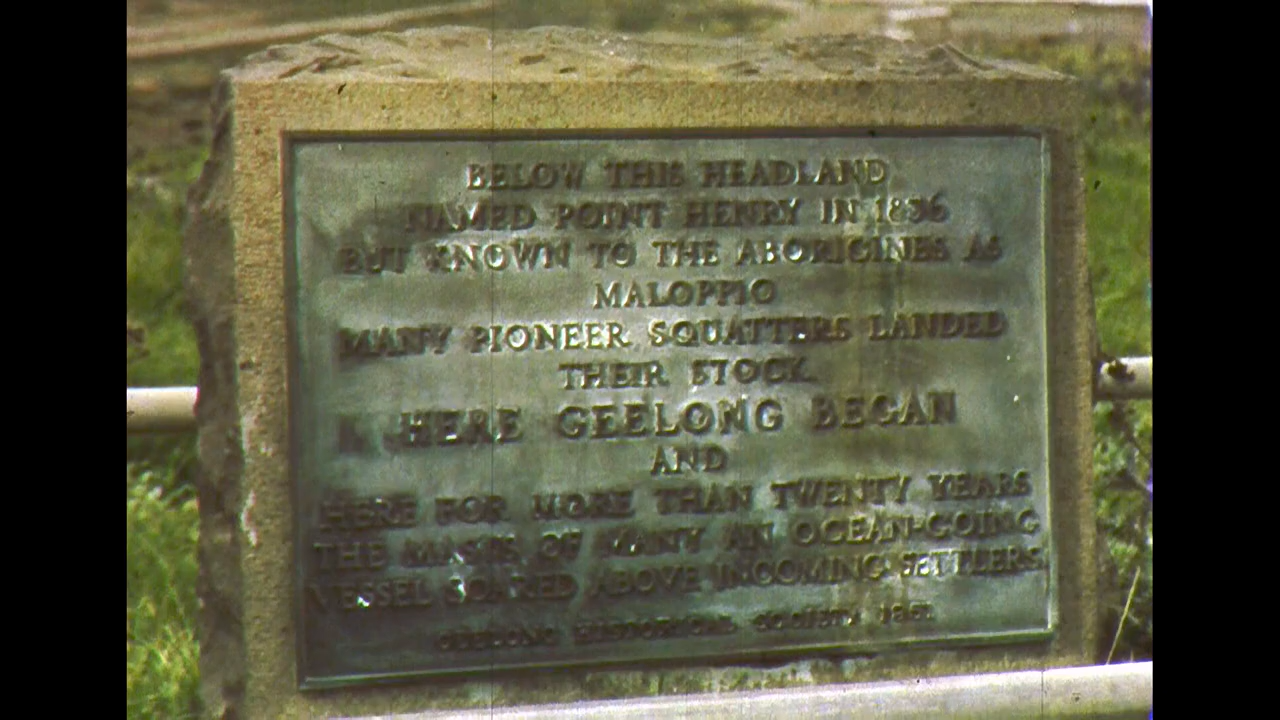 BELOW THIS HEADLAND
NAMED POINT HENRY IN 1836
BUT KNOWN TO THE ABORIGINES AS
MALOPPIO
MANY PIONEER SQUATTERS LANDED
THEIR STOCK.
HERE GEELONG BEGAN
AND
HERE FOR MORE THAN TWENTY YEARS
THE MASTS OF MANY AN OCEAN-GOING
VESSEL SOARED ABOVE INCOMING SETTLERS
GEELONG HISTORICAL SOCIETY